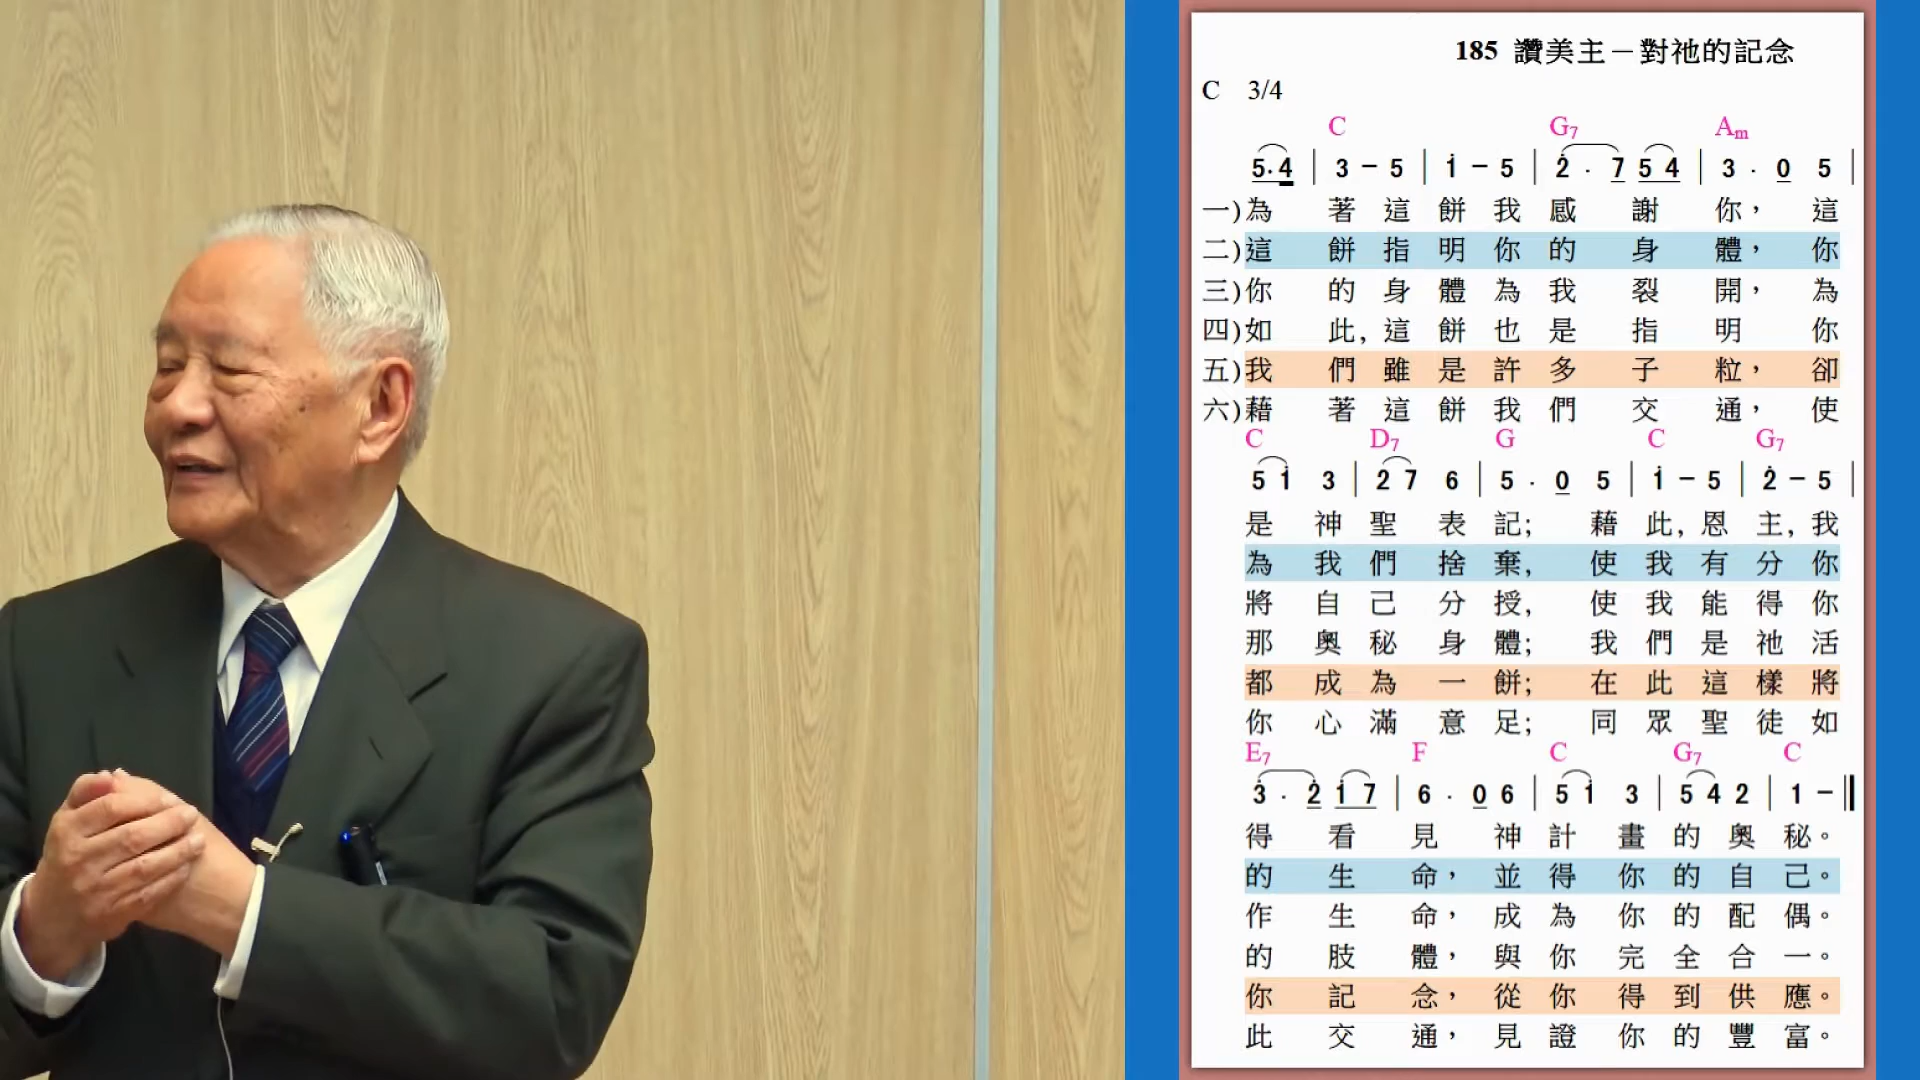 185 讚美主－對祂的記念
C 3/4
C G7 Am
5.4 | 3 – 5 | 1 – 5 | 2 . 7 5 4 | 3 . 0 5 |
一)為著這餅我感謝你，這
二)這餅指明你的身體，你
三)你的身體為我裂開，為
四)如此,這餅也是指明你
五)我們雖是許多子粒，卻
六)藉著這餅我們交通，使
C D7 G C G7
5 1 3 | 2 7 6 | 5 . 0 5 | 1 – 5 | 2 – 5 |
是神聖表記;藉此,恩主,我
為我們捨棄,使我有分你
將自己分授,使我能得你
那奧秘身體;我們是祂活
都成為一餅;在此這樣將
你心滿意足;同眾聖徒如
E7 F C G7 C
3 . 2 1 7 | 6 . 0 6 | 5 1 3 | 5 4 2 | 1 – ||
得看見神計畫的奧秘。
的生命，並得你的自己。
作生命，成為你的配偶。
的肢體，與你完全合一。
你記念，從你得到供應。
此交通，見證你的豐富。